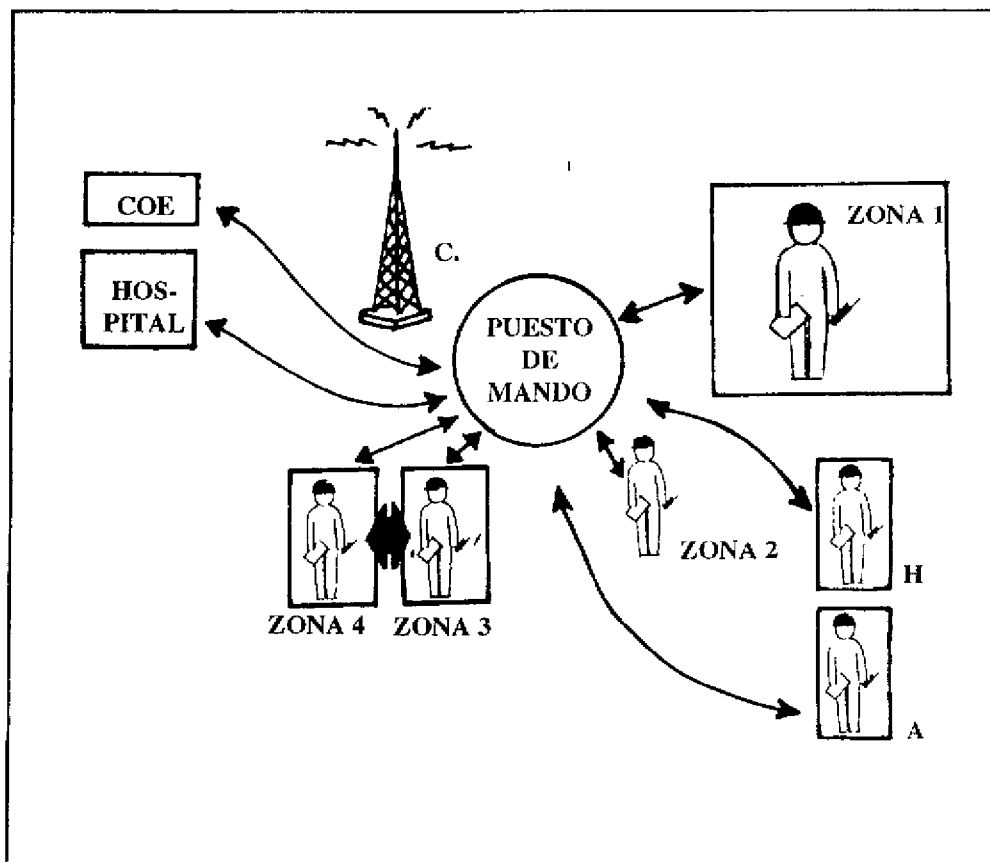 COE
HOS-
PITAL
C.
PUESTO
DE
MANDO
ZONA 1
ZONA 2
ZONA 4
ZONA 3
H
A